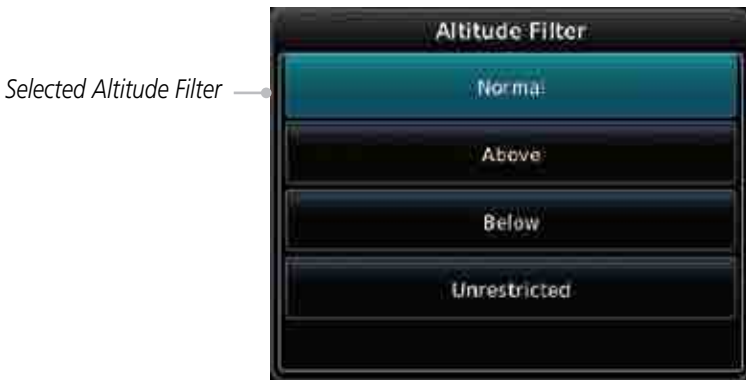 Altitude Filter
Selected Altitude Filter
Normal
Above
Below
Unrestricted